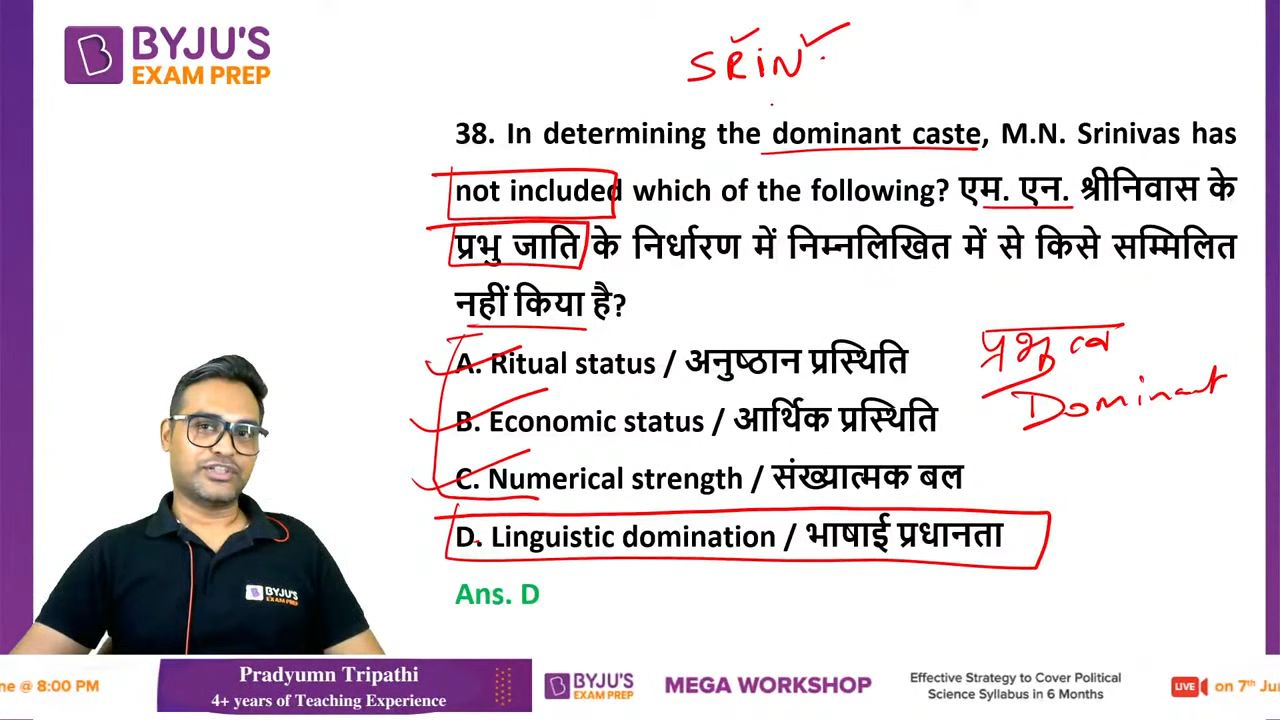 BYJU'S
EXAM PREP
SRIN
38. In determining the dominant caste, M.N. Srinivas has
not included which of the following? एम. एन. श्रीनिवास के
प्रभु जाति के निर्धारण में निम्नलिखित में से किसे सम्मिलित
नहीं किया है?
A. Ritual status / अनुष्ठान प्रस्थिति
B. Economic status / आर्थिक प्रस्थिति
C. Numerical strength / संख्यात्मक बल
D. Linguistic domination / भाषाई प्रधानता
Ans. D
Dominant
BYJU'S
EXAM PREP
ne @ 8:00 PM
Pradyumn Tripathi
4+ years of Teaching Experience
BYJU'S
EXAM PREP
MEGA WORKSHOP
Effective Strategy to Cover Political
Science Syllabus in 6 Months
LIVE
on 7th Jun